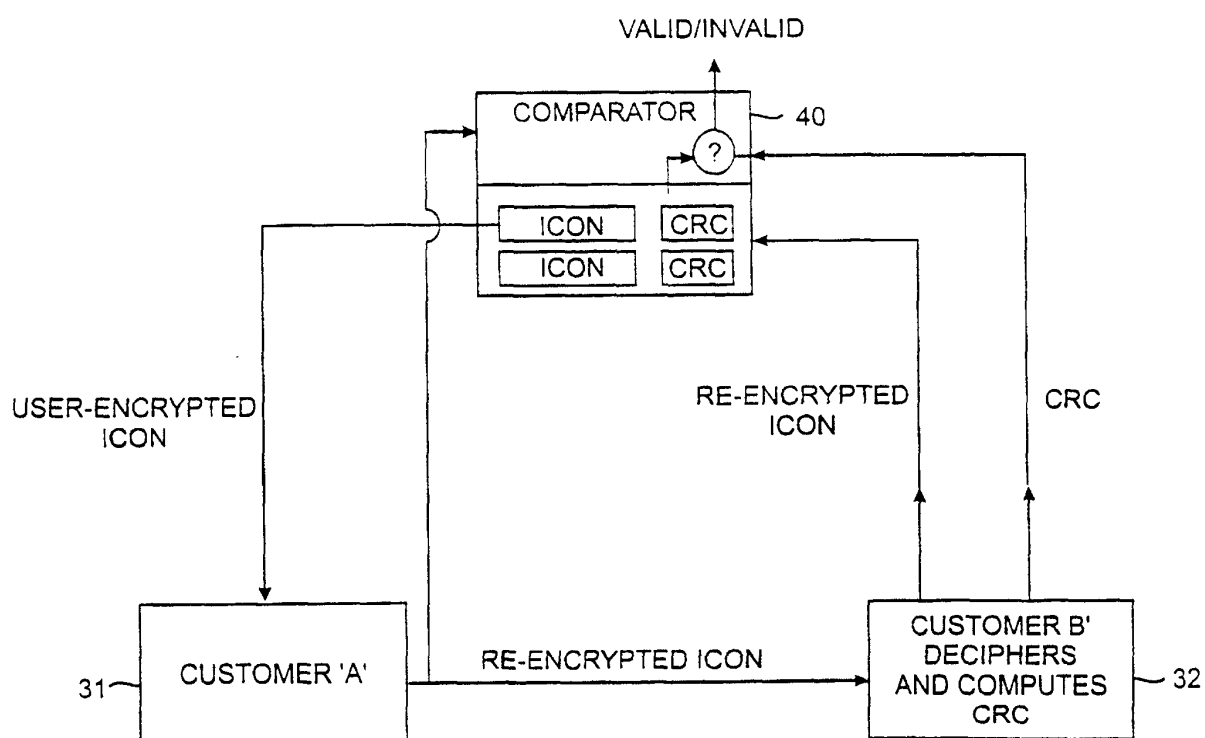 VALID/INVALID
COMPARATOR
40
?
ICON
CRC
ICON
CRC
USER-ENCRYPTED
ICON
RE-ENCRYPTED
ICON
CRC
31
CUSTOMER 'A'
RE-ENCRYPTED ICON
CUSTOMER B'
DECIPHERS
AND COMPUTES
CRC
32